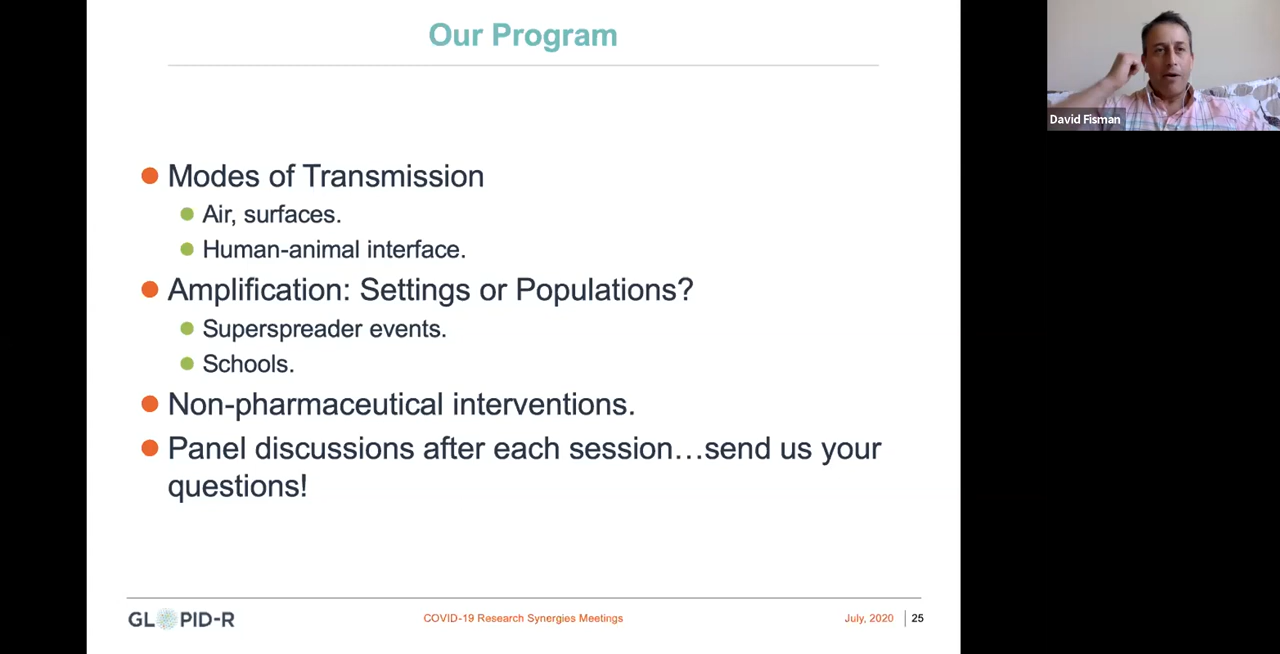 Our Program
Modes of Transmission
Air, surfaces.
Human-animal interface.
Amplification: Settings or Populations?
Superspreader events.
Schools.
Non-pharmaceutical interventions.
Panel discussions after each session…send us your
questions!
GLOPID-R
COVID-19 Research Synergies Meetings
July, 2020
25
David Fisman